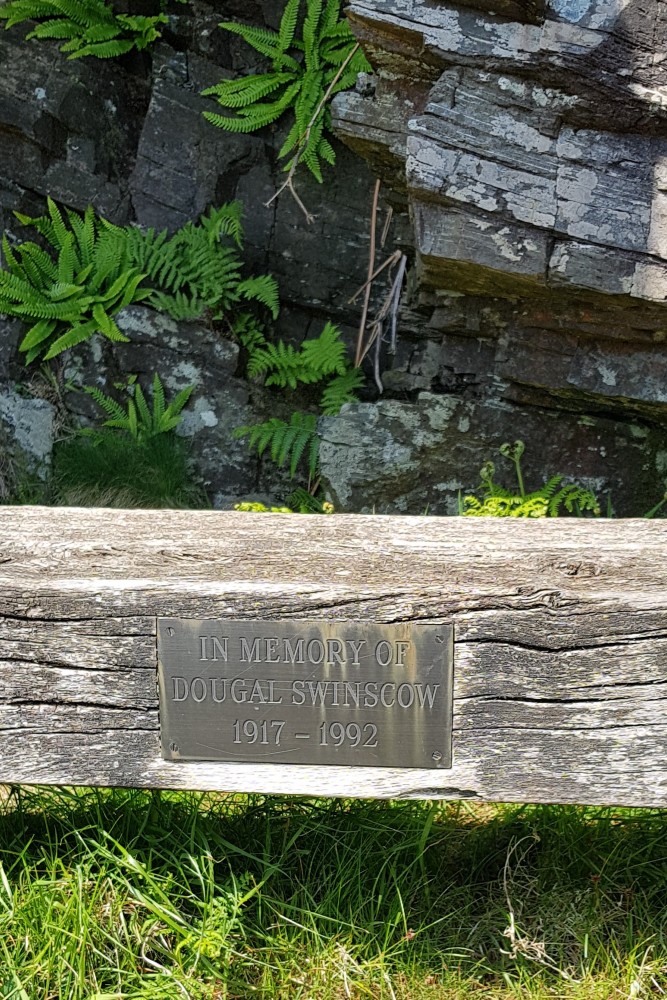 IN MEMORY OF
DOUGAL SWINSCOW
1917 – 1992